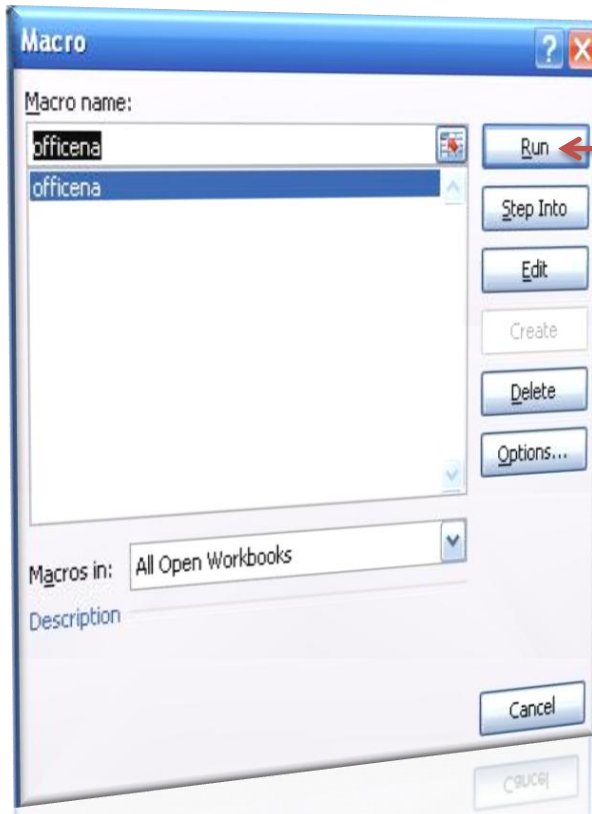 Macro
Macro name:
officena
Run
officena
Step Into
Edit
Create
Delete
Options...
Macros in: All Open Workbooks
Description
Cancel
Cancel